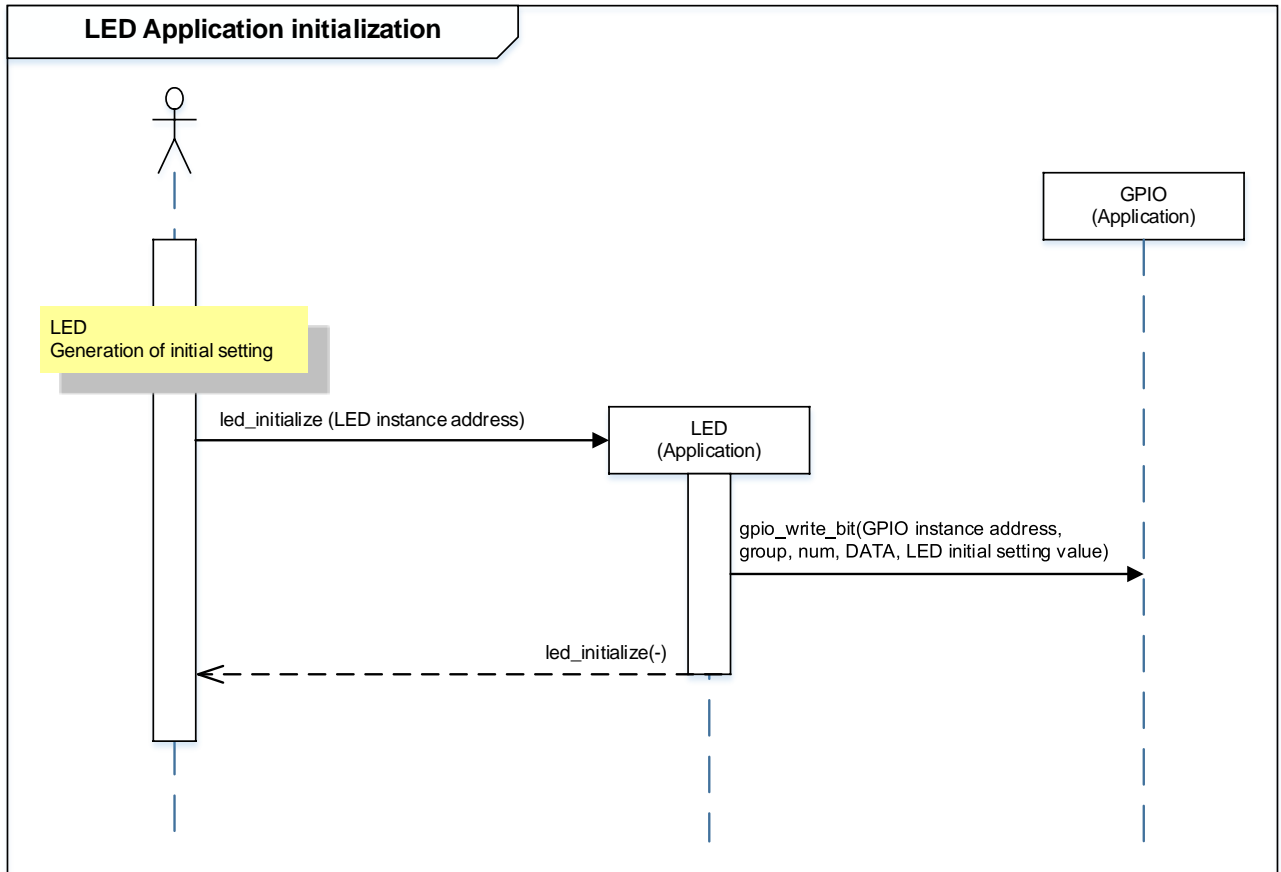 LED Application initialization
GPIO
(Application)
LED
Generation of initial setting
led_initialize (LED instance address)
LED
(Application)
gpio_write_bit(GPIO instance address,
group, num, DATA, LED initial setting value)
led_initialize(-)